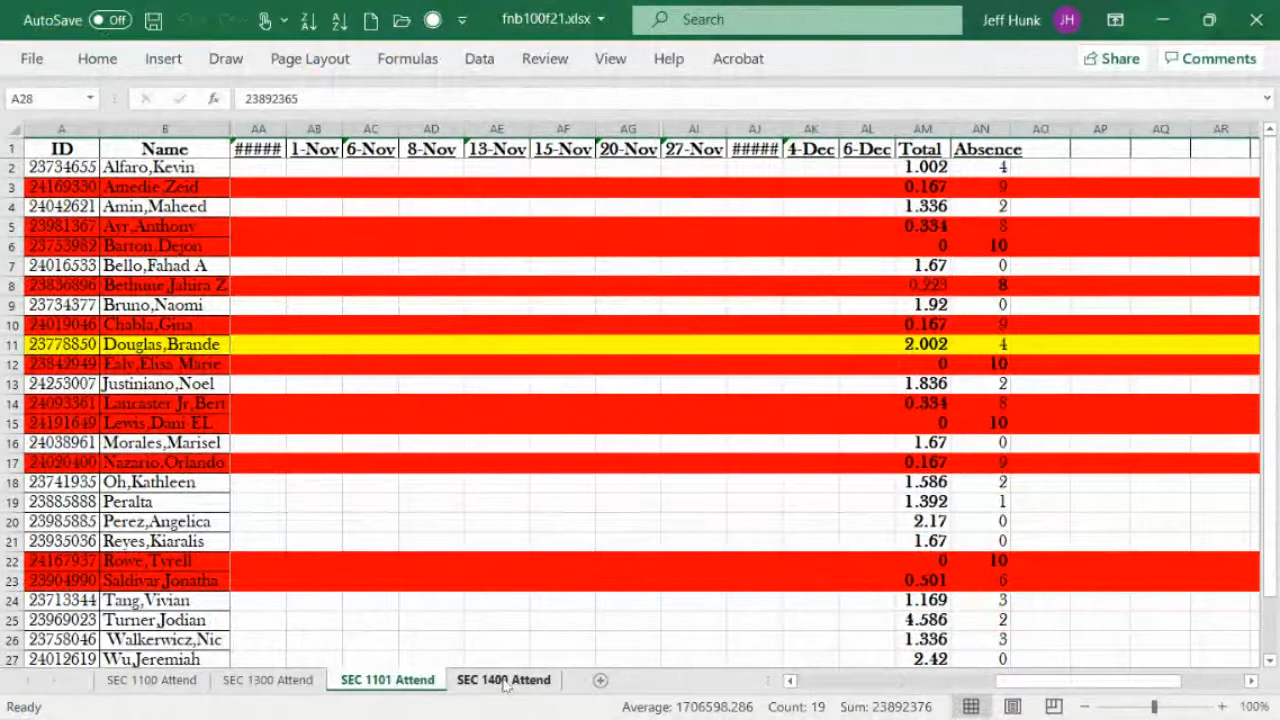 AutoSave Off fnb100f21.xlsx Search Jeff Hunk JH
File Home Insert Draw Page Layout Formulas Data Review View Help Acrobat Share Comments
A28 fx 23892365
A B AA AB AC AD AE AF AG AI AJ AK AL AM AN AO AP AQ AR
1 ID Name ##### 1-Nov 6-Nov 8-Nov 13-Nov 15-Nov 20-Nov 27-Nov ##### 4-Dec 6-Dec Total Absence
2 23734655 Alfaro,Kevin 1.002 4
3 24169330 Amedie,Zeid 0.167 9
4 24042621 Amin,Maheed 1.336 2
5 23981367 Ayr,Anthony 0.334 8
6 23753982 Barton,Dejon 0 10
7 24016533 Bello,Fahad A 1.67 0
8 23836896 Bethune,Jahira Z 0.223 8
9 23734377 Bruno,Naomi 1.92 0
10 24019046 Chabla,Gina 0.167 9
11 23778850 Douglas,Brande 2.002 4
12 23842949 Ealy,Elisa Marie 0 10
13 24253007 Justiniano,Noel 1.836 2
14 24093361 Lancaster Jr,Bert 0.334 8
15 24191649 Lewis,Dani EL 0 10
16 24038961 Morales,Marisel 1.67 0
17 24020400 Nazario,Orlando 0.167 9
18 23741935 Oh,Kathleen 1.586 2
19 23885888 Peralta 1.392 1
20 23985885 Perez,Angelica 2.17 0
21 23935036 Reyes,Kiaralis 1.67 0
22 24167937 Rowe,Tyrell 0 10
23 23904990 Saldivar,Jonatha 0.501 6
24 23713344 Tang,Vivian 1.169 3
25 23969023 Turner,Jodian 4.586 2
26 23758046 Walkerwicz,Nic 1.336 3
27 24012619 Wu,Jeremiah 2.42 0
SEC 1100 Attend SEC 1300 Attend SEC 1101 Attend SEC 1400 Attend
Ready Average: 1706598.286 Count: 19 Sum: 23892376 100%